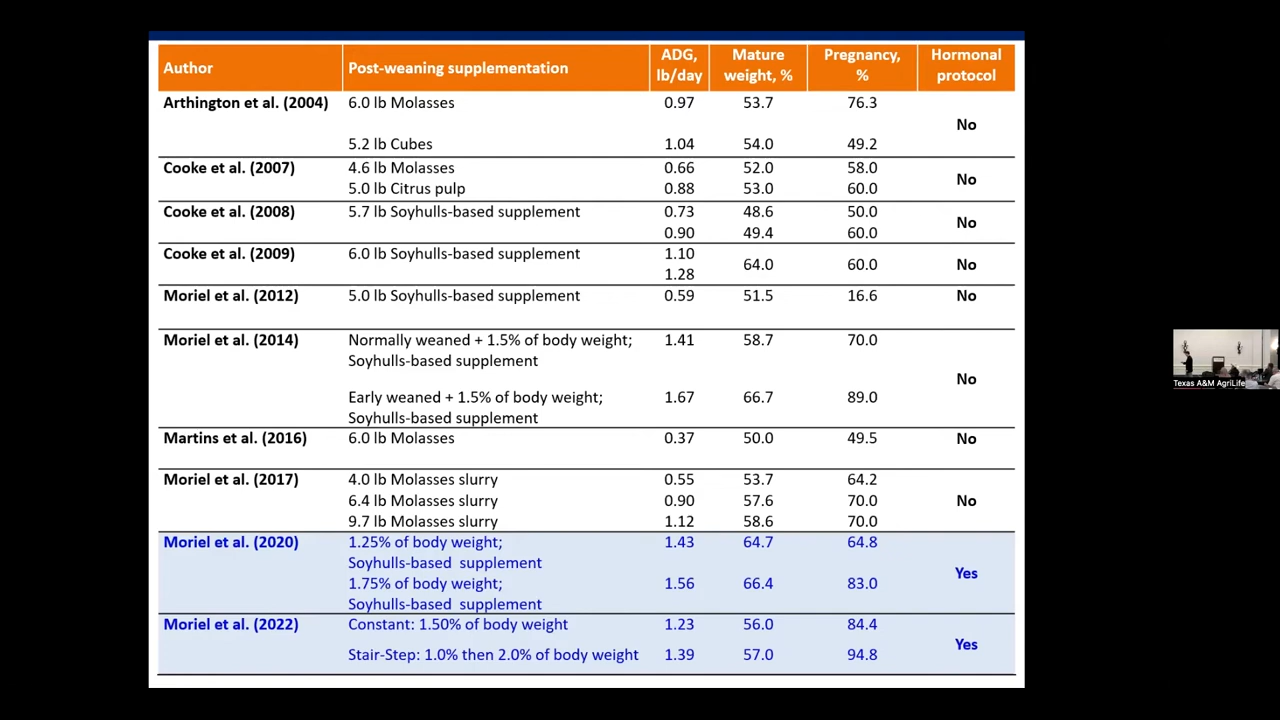 Author Post-weaning supplementation ADG, lb/day Mature weight, % Pregnancy, % Hormonal protocol
Arthington et al. (2004) 6.0 lb Molasses 0.97 53.7 76.3 No
5.2 lb Cubes 1.04 54.0 49.2
Cooke et al. (2007) 4.6 lb Molasses 0.66 52.0 58.0 No
5.0 lb Citrus pulp 0.88 53.0 60.0
Cooke et al. (2008) 5.7 lb Soyhulls-based supplement 0.73 48.6 50.0 No
0.90 49.4 60.0
Cooke et al. (2009) 6.0 lb Soyhulls-based supplement 1.10 64.0 60.0 No
1.28
Moriel et al. (2012) 5.0 lb Soyhulls-based supplement 0.59 51.5 16.6 No
Moriel et al. (2014) Normally weaned + 1.5% of body weight; 1.41 58.7 70.0 No
Soyhulls-based supplement
Early weaned + 1.5% of body weight; 1.67 66.7 89.0
Soyhulls-based supplement
Martins et al. (2016) 6.0 lb Molasses 0.37 50.0 49.5 No
Moriel et al. (2017) 4.0 lb Molasses slurry 0.55 53.7 64.2 No
6.4 lb Molasses slurry 0.90 57.6 70.0
9.7 lb Molasses slurry 1.12 58.6 70.0
Moriel et al. (2020) 1.25% of body weight; 1.43 64.7 64.8 Yes
Soyhulls-based supplement
1.75% of body weight; 1.56 66.4 83.0
Soyhulls-based supplement
Moriel et al. (2022) Constant: 1.50% of body weight 1.23 56.0 84.4 Yes
Stair-Step: 1.0% then 2.0% of body weight 1.39 57.0 94.8
Texas A&M AgriLife